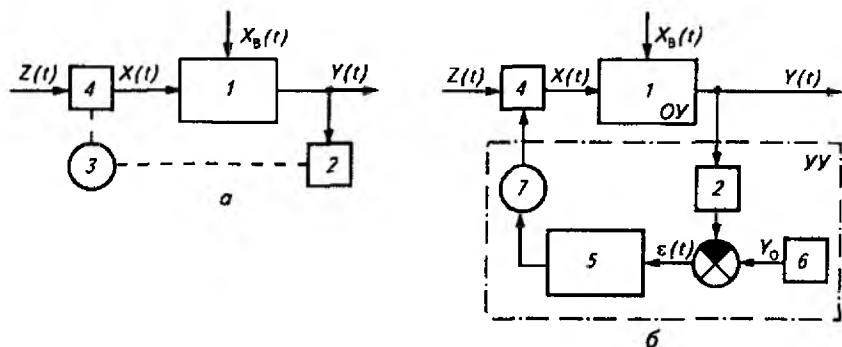 X_B(t)
Z(t) 4 X(t) 1 Y(t)
3 2
а
X_B(t)
Z(t) 4 X(t) 1 Y(t)
ОУ
УУ
7 2
5 ε(t) Y_0 6
б